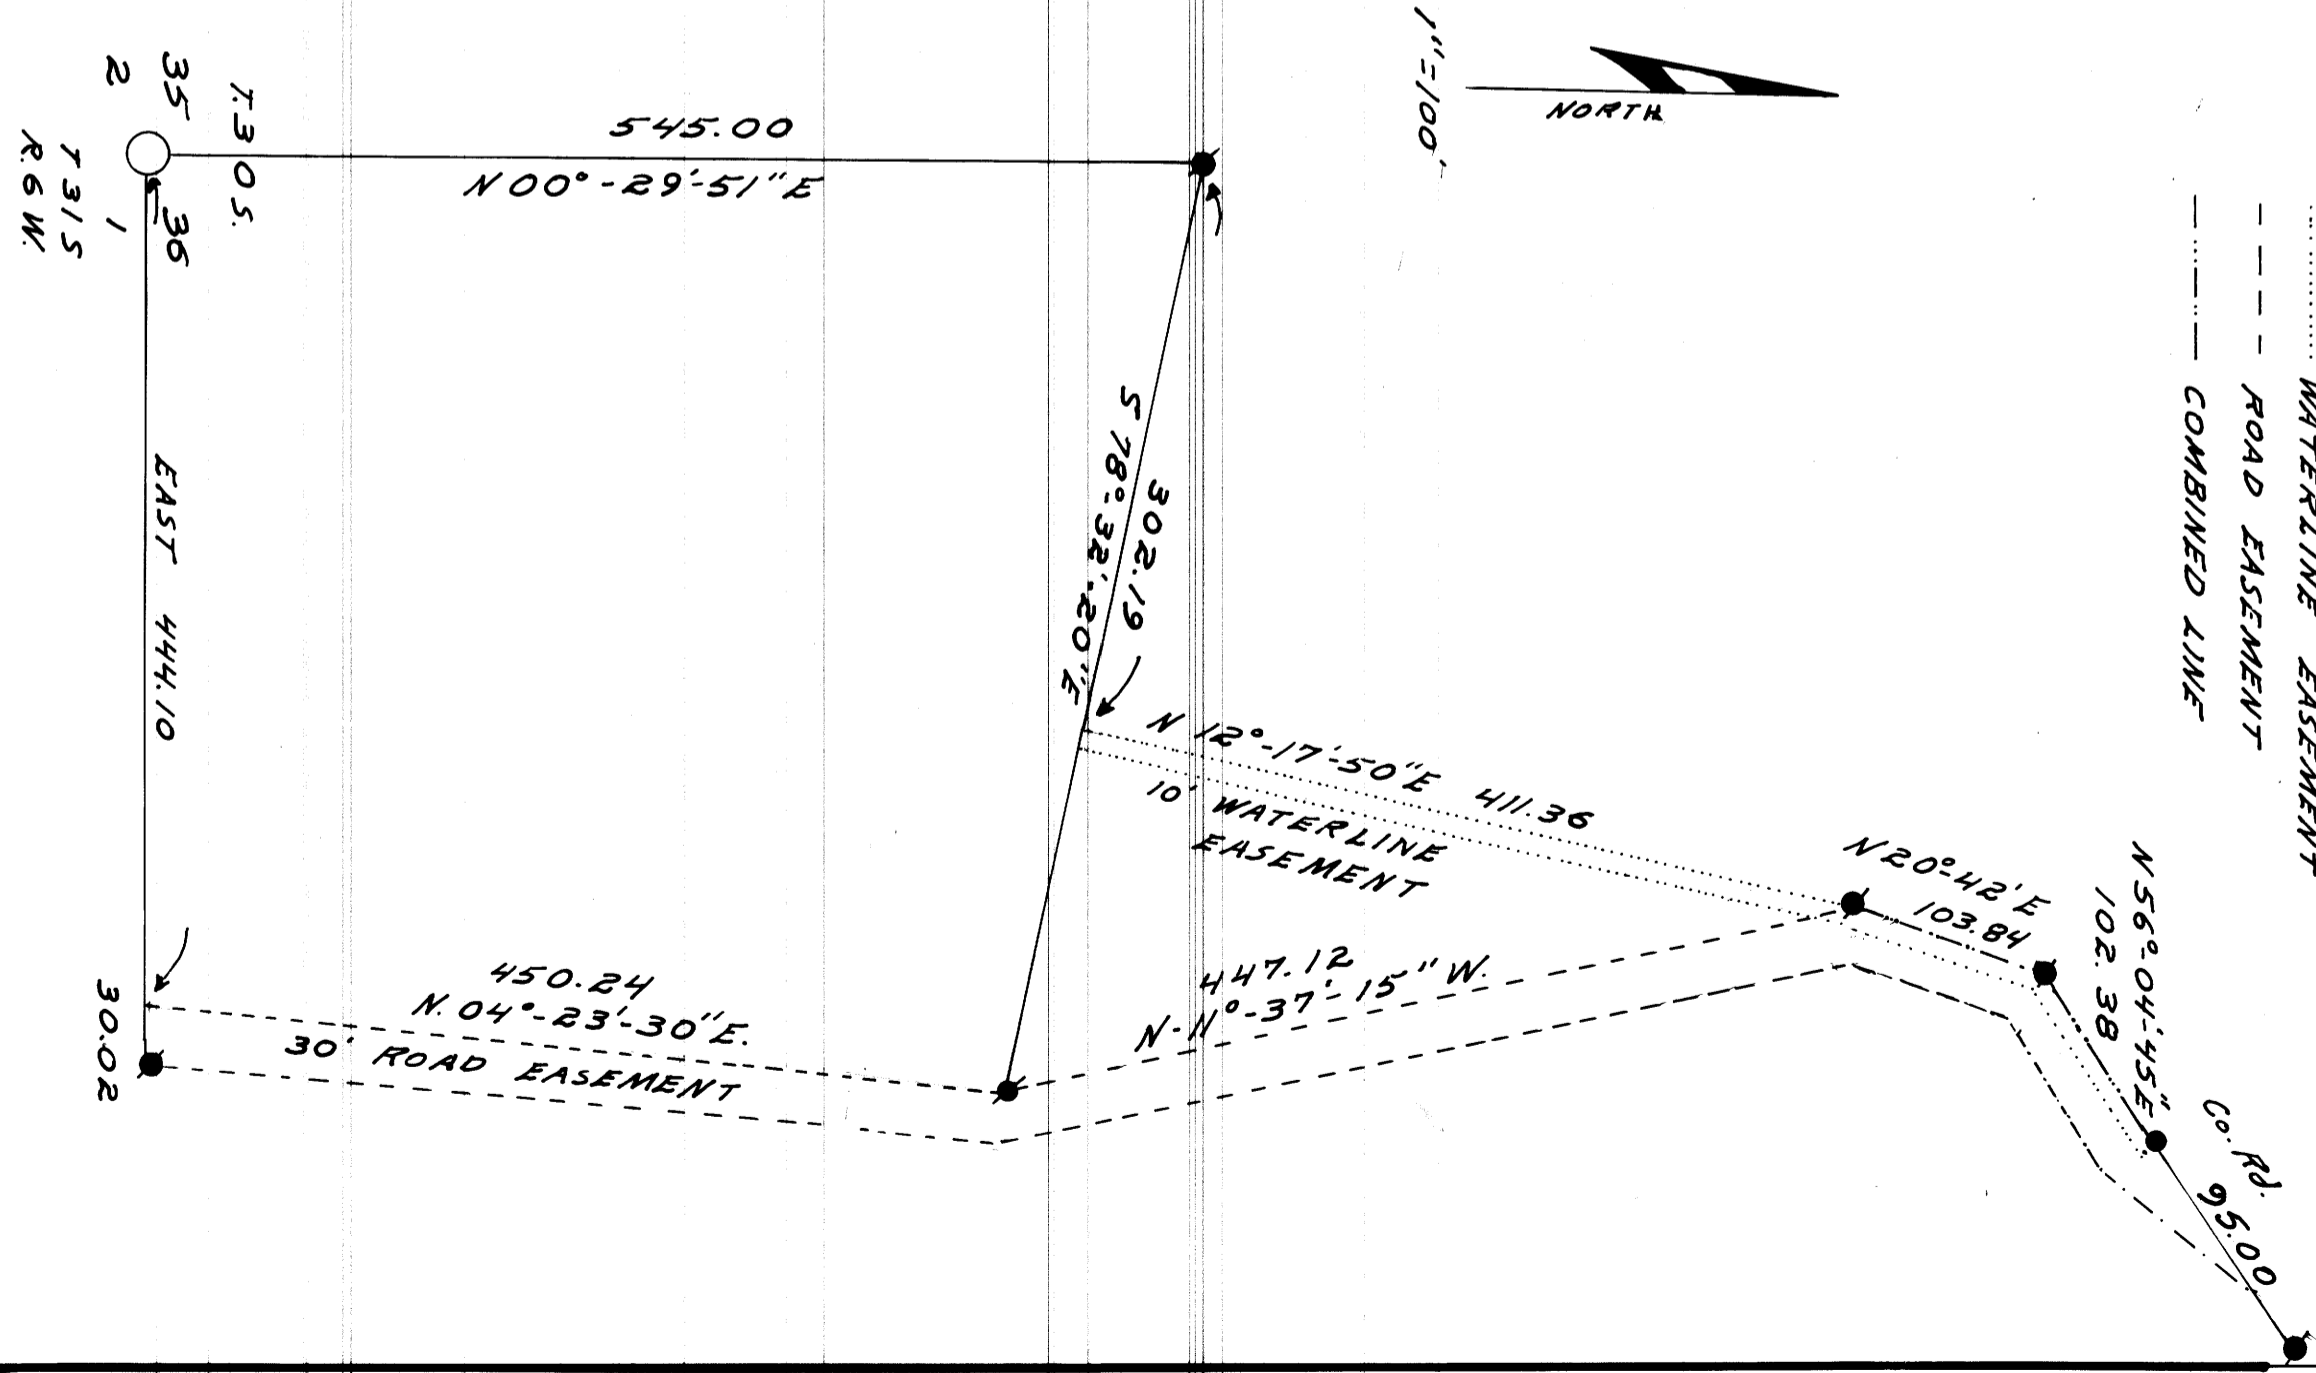 1"=100'
NORTH
WATERLINE EASEMENT
ROAD EASEMENT
COMBINED LINE
T.30S.
35 36
2 1
T31S
R.6W.
545.00
N00°-29'-51"E
302.19
S 78°-32'-20"E
EAST 444.10
30.02
N 12°-17'-50"E 411.36
10' WATERLINE
EASEMENT
N20°-42'E
103.84
N56°-04'-45"E
102.38
Co. Rd.
95.00
447.12
N-11°-37'-15"W.
450.24
N.04°-23'-30"E.
30' ROAD EASEMENT